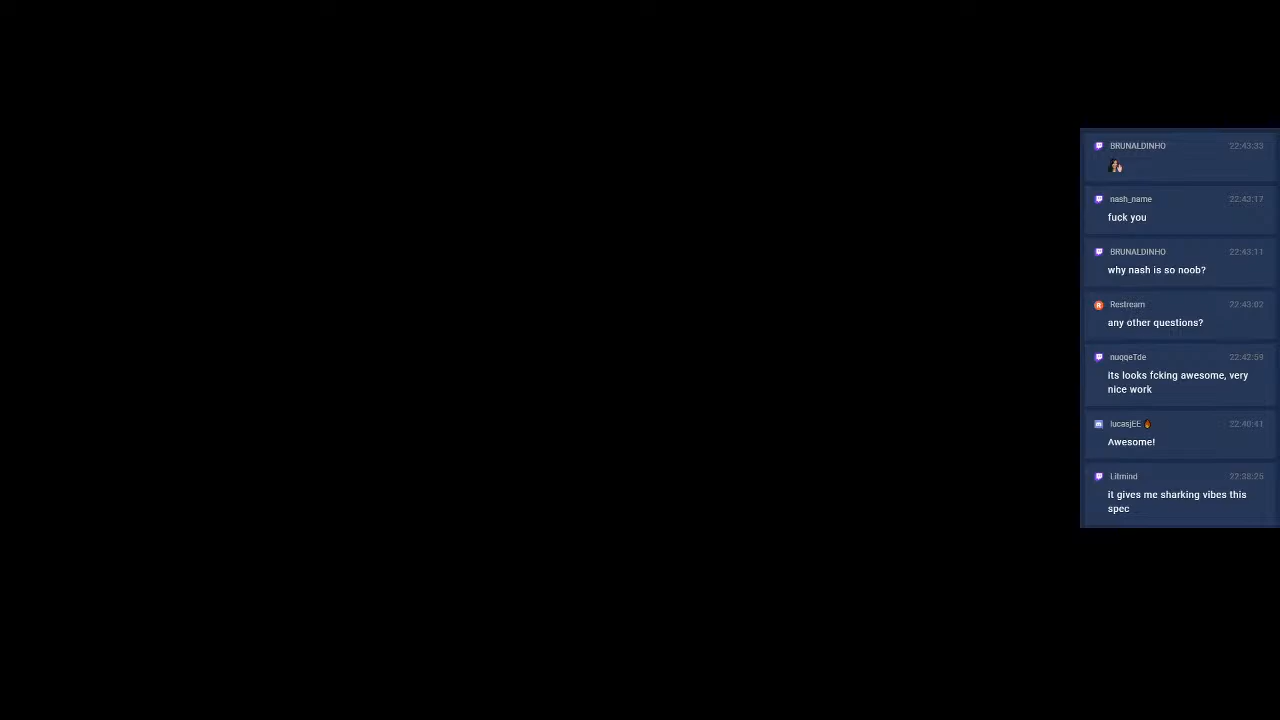 BRUNALDINHO 22:43:33
nash_name 22:43:17
fuck you
BRUNALDINHO 22:43:11
why nash is so noob?
Restream 22:43:02
any other questions?
nuqqeTde 22:42:59
its looks fcking awesome, very
nice work
lucasjEE 22:40:41
Awesome!
Litmind 22:38:25
it gives me sharking vibes this
spec